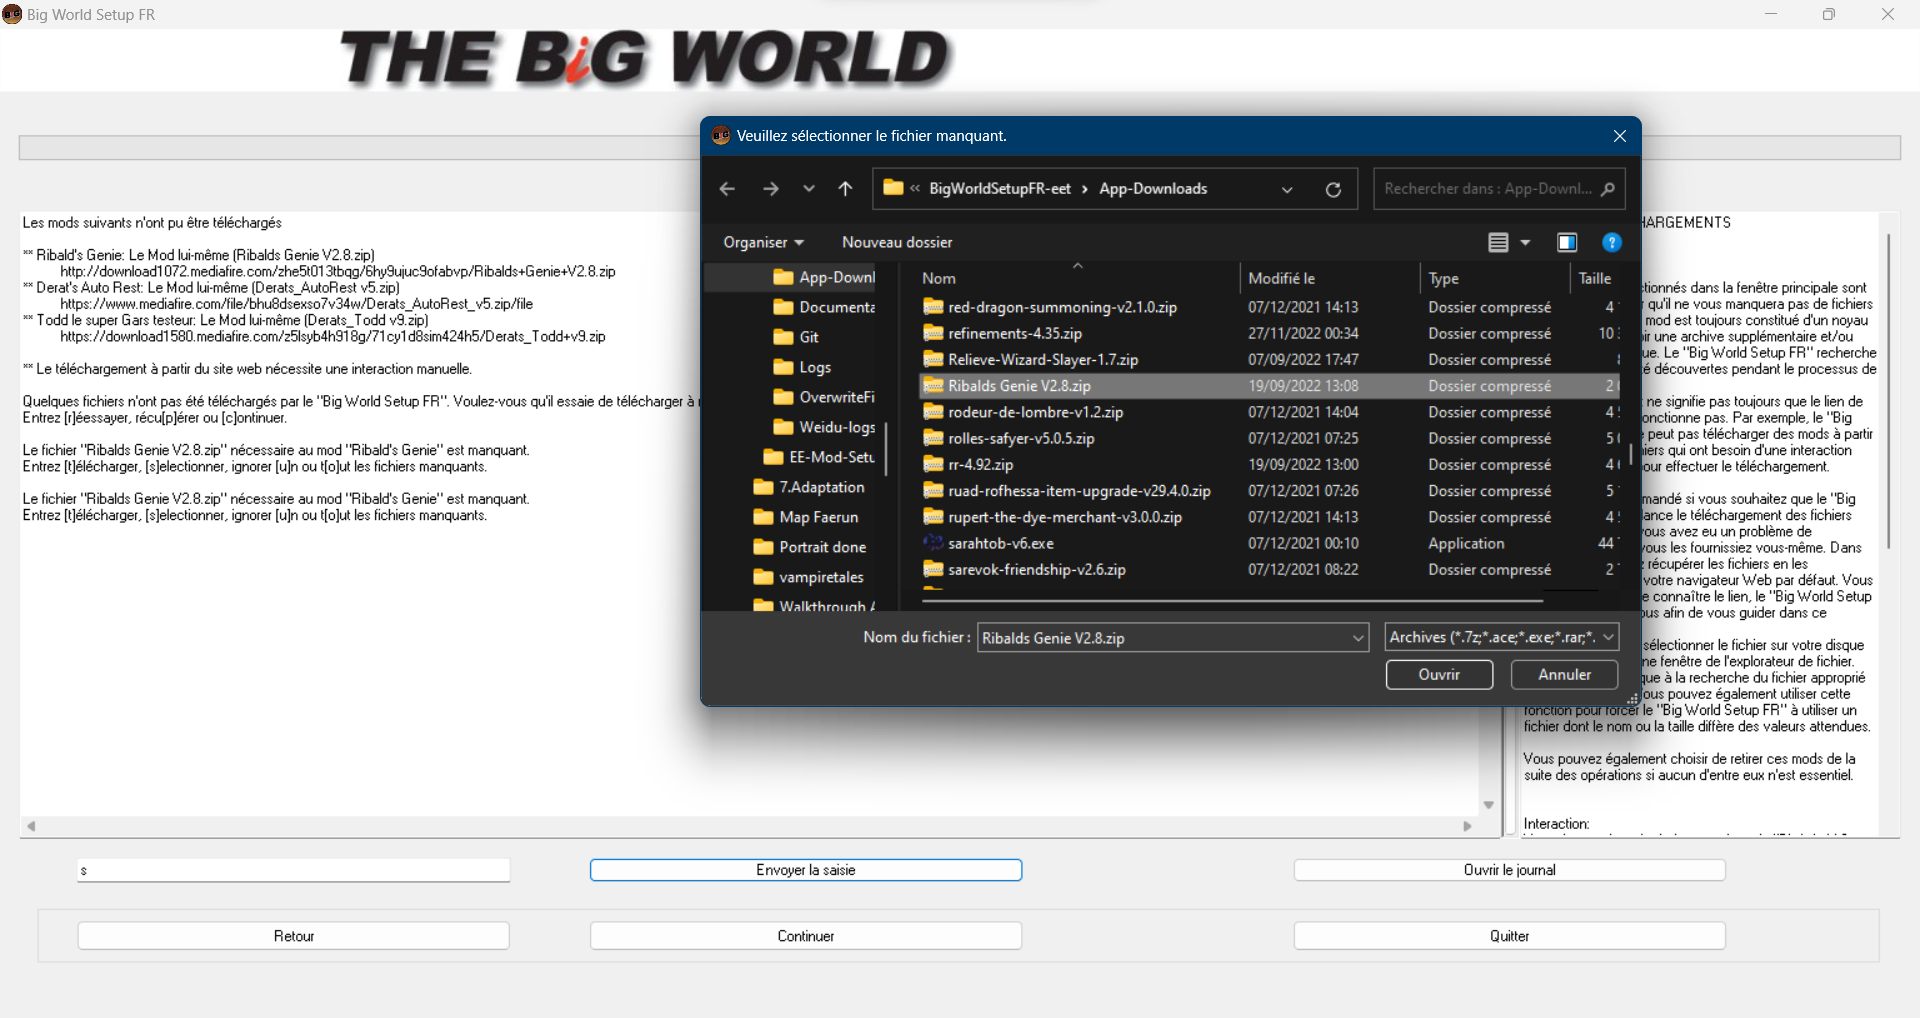 Big World Setup FR
THE BiG WORLD
Les mods suivants n'ont pu être téléchargés
** Ribald's Genie: Le Mod lui-même (Ribalds Genie V2.8.zip)
http://download1072.mediafire.com/zhe5t013tbqg/6hy9ujuc9ofabvp/Ribalds+Genie+V2.8.zip
** Derat's Auto Rest: Le Mod lui-même (Derats_AutoRest v5.zip)
https://www.mediafire.com/file/bhu8dsexso7v34w/Derats_AutoRest_v5.zip/file
** Todd le super Gars testeur: Le Mod lui-même (Derats_Todd v9.zip)
https://download1580.mediafire.com/z5lsyb4h918g/71cy1d8sim424h5/Derats_Todd+v9.zip
** Le téléchargement à partir du site web nécessite une interaction manuelle.
Quelques fichiers n'ont pas été téléchargés par le "Big World Setup FR". Voulez-vous qu'il essaie de télécharger à
Entrez [r]éessayer, récu[p]érer ou [c]ontinuer.
Le fichier "Ribalds Genie V2.8.zip" nécessaire au mod "Ribald's Genie" est manquant.
Entrez [t]élécharger, [s]electionner, ignorer [u]n ou t[o]ut les fichiers manquants.
Le fichier "Ribalds Genie V2.8.zip" nécessaire au mod "Ribald's Genie" est manquant.
Entrez [t]élécharger, [s]electionner, ignorer [u]n ou t[o]ut les fichiers manquants.
Veuillez sélectionner le fichier manquant.
« BigWorldSetupFR-eet › App-Downloads
Rechercher dans : App-Downl...
Organiser
Nouveau dossier
App-Downl
Documenta
Git
Logs
OverwriteFi
Weidu-logs
EE-Mod-Setu
7.Adaptation
Map Faerun
Portrait done
vampiretales
Walkthrough A
Nom Modifié le Type Taille
red-dragon-summoning-v2.1.0.zip 07/12/2021 14:13 Dossier compressé 4
refinements-4.35.zip 27/11/2022 00:34 Dossier compressé 10
Relieve-Wizard-Slayer-1.7.zip 07/09/2022 17:47 Dossier compressé
Ribalds Genie V2.8.zip 19/09/2022 13:08 Dossier compressé 2
rodeur-de-lombre-v1.2.zip 07/12/2021 14:04 Dossier compressé 4
rolles-safyer-v5.0.5.zip 07/12/2021 07:25 Dossier compressé 5
rr-4.92.zip 19/09/2022 13:00 Dossier compressé 4
ruad-rofhessa-item-upgrade-v29.4.0.zip 07/12/2021 07:26 Dossier compressé 5
rupert-the-dye-merchant-v3.0.0.zip 07/12/2021 14:13 Dossier compressé 4
sarahtob-v6.exe 07/12/2021 00:10 Application 44
sarevok-friendship-v2.6.zip 07/12/2021 08:22 Dossier compressé 2
Nom du fichier : Ribalds Genie V2.8.zip
Archives (*.7z;*.ace;*.exe;*.rar;*.
Ouvrir
Annuler
HARGEMENTS
ctionnés dans la fenêtre principale sont
qu'il ne vous manquera pas de fichiers
mod est toujours constitué d'un noyau
ir une archive supplémentaire et/ou
ue. Le "Big World Setup FR" recherche
é découvertes pendant le processus de
ne signifie pas toujours que le lien de
onctionne pas. Par exemple, le "Big
peut pas télécharger des mods à partir
iers qui ont besoin d'une interaction
our effectuer le téléchargement.
mandé si vous souhaitez que le "Big
lance le téléchargement des fichiers
ous avez eu un problème de
ous les fournissiez vous-même. Dans
récupérer les fichiers en les
votre navigateur Web par défaut. Vous
e connaître le lien, le "Big World Setup
ous afin de vous guider dans ce
sélectionner le fichier sur votre disque
ne fenêtre de l'explorateur de fichier.
que à la recherche du fichier approprié
ous pouvez également utiliser cette
fonction pour forcer le "Big World Setup FR" à utiliser un
fichier dont le nom ou la taille diffère des valeurs attendues.
Vous pouvez également choisir de retirer ces mods de la
suite des opérations si aucun d'entre eux n'est essentiel.
Interaction:
s
Envoyer la saisie
Ouvrir le journal
Retour
Continuer
Quitter